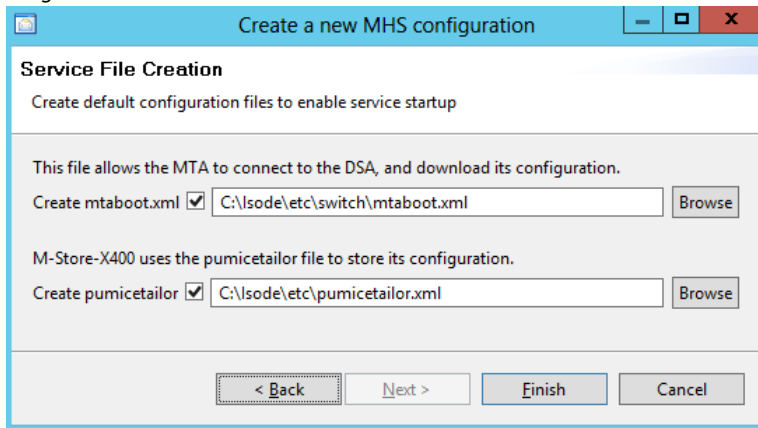 Create a new MHS configuration
Service File Creation
Create default configuration files to enable service startup
This file allows the MTA to connect to the DSA, and download its configuration.
Create mtaboot.xml C:\Isode\etc\switch\mtaboot.xml Browse
M-Store-X400 uses the pumicetailor file to store its configuration.
Create pumicetailor C:\Isode\etc\pumicetailor.xml Browse
< Back Next > Finish Cancel